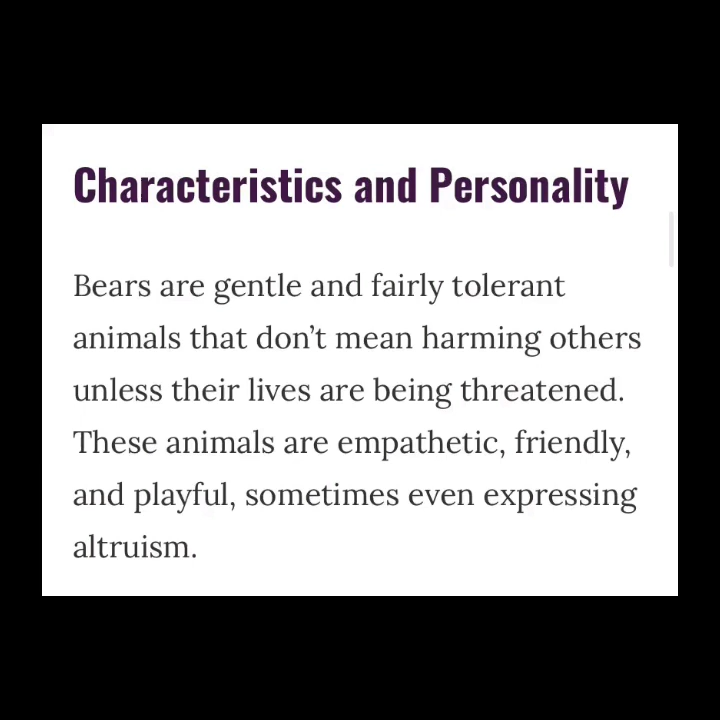 Characteristics and Personality
Bears are gentle and fairly tolerant
animals that don’t mean harming others
unless their lives are being threatened.
These animals are empathetic, friendly,
and playful, sometimes even expressing
altruism.